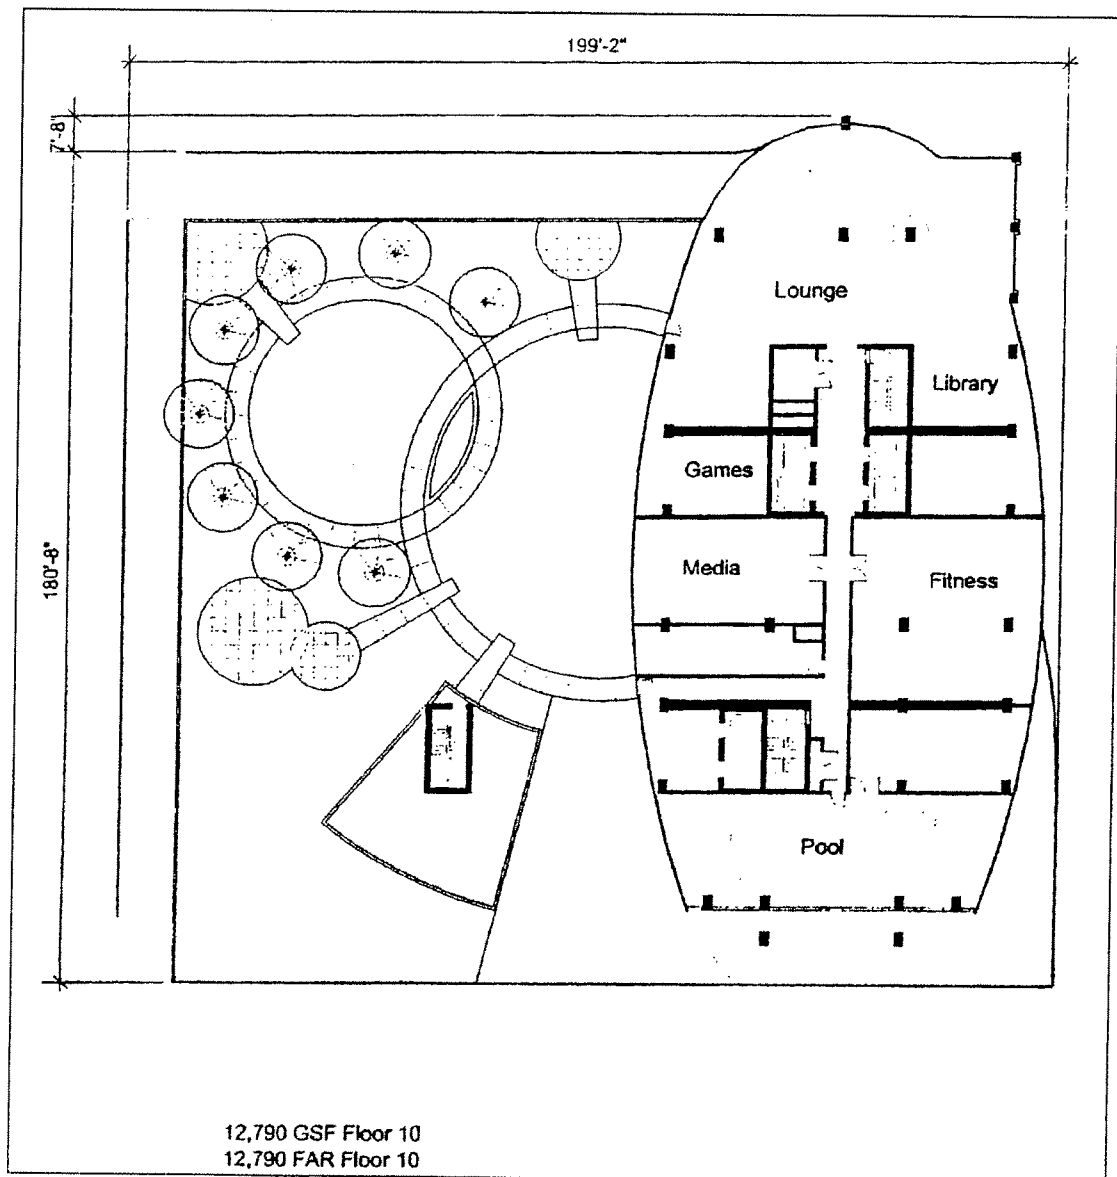 199'-2"
7'-8"
180'-8"
Lounge
Library
Games
Media
Fitness
Pool
12,790 GSF Floor 10
12,790 FAR Floor 10